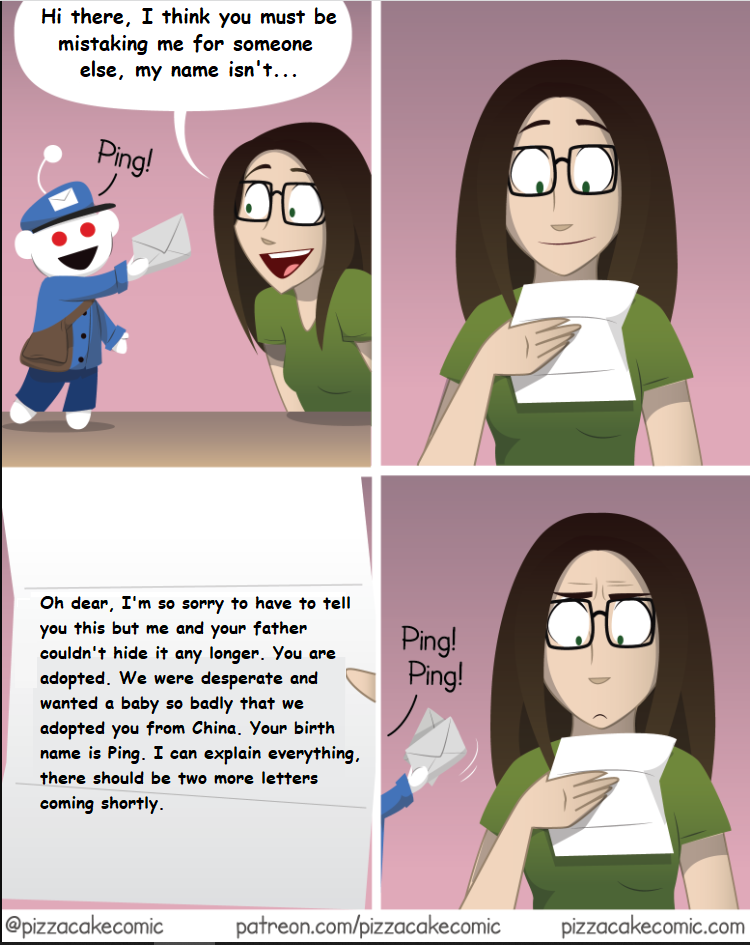 Hi there, I think you must be
mistaking me for someone
else, my name isn't...
Ping!
Oh dear, I'm so sorry to have to tell
you this but me and your father
couldn't hide it any longer. You are
adopted. We were desperate and
wanted a baby so badly that we
adopted you from China. Your birth
name is Ping. I can explain everything,
there should be two more letters
coming shortly.
Ping!
Ping!
@pizzacakecomic
patreon.com/pizzacakecomic
pizzacakecomic.com